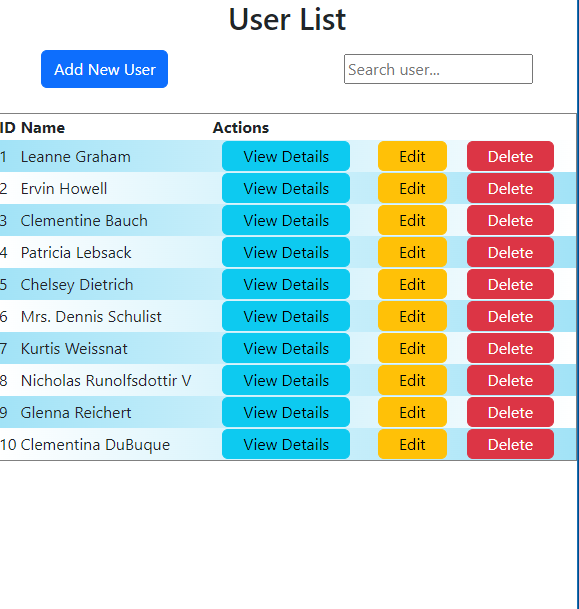 User List
Add New User Search user...
ID Name Actions
1 Leanne Graham View Details Edit Delete
2 Ervin Howell View Details Edit Delete
3 Clementine Bauch View Details Edit Delete
4 Patricia Lebsack View Details Edit Delete
5 Chelsey Dietrich View Details Edit Delete
6 Mrs. Dennis Schulist View Details Edit Delete
7 Kurtis Weissnat View Details Edit Delete
8 Nicholas Runolfsdottir V View Details Edit Delete
9 Glenna Reichert View Details Edit Delete
10 Clementina DuBuque View Details Edit Delete